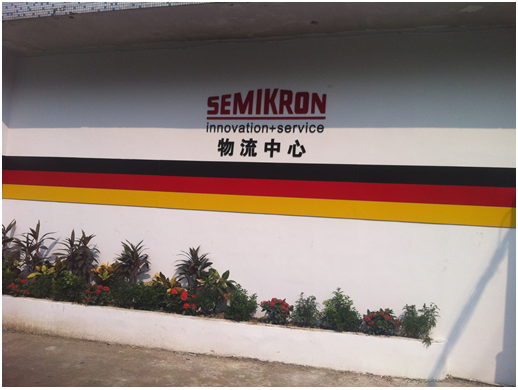 SEMIKRON
innovation+service
物流中心